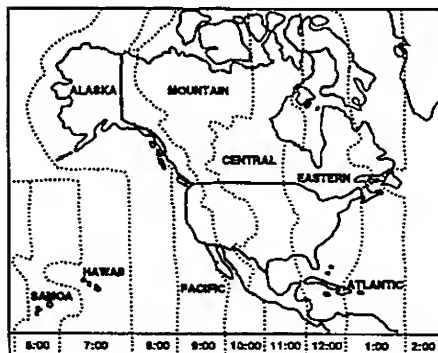 ALASKA
MOUNTAIN
CENTRAL
EASTERN
HAWAII
SAMOA
PACIFIC
ATLANTIC
6:00 7:00 8:00 9:00 10:00 11:00 12:00 1:00 2:00